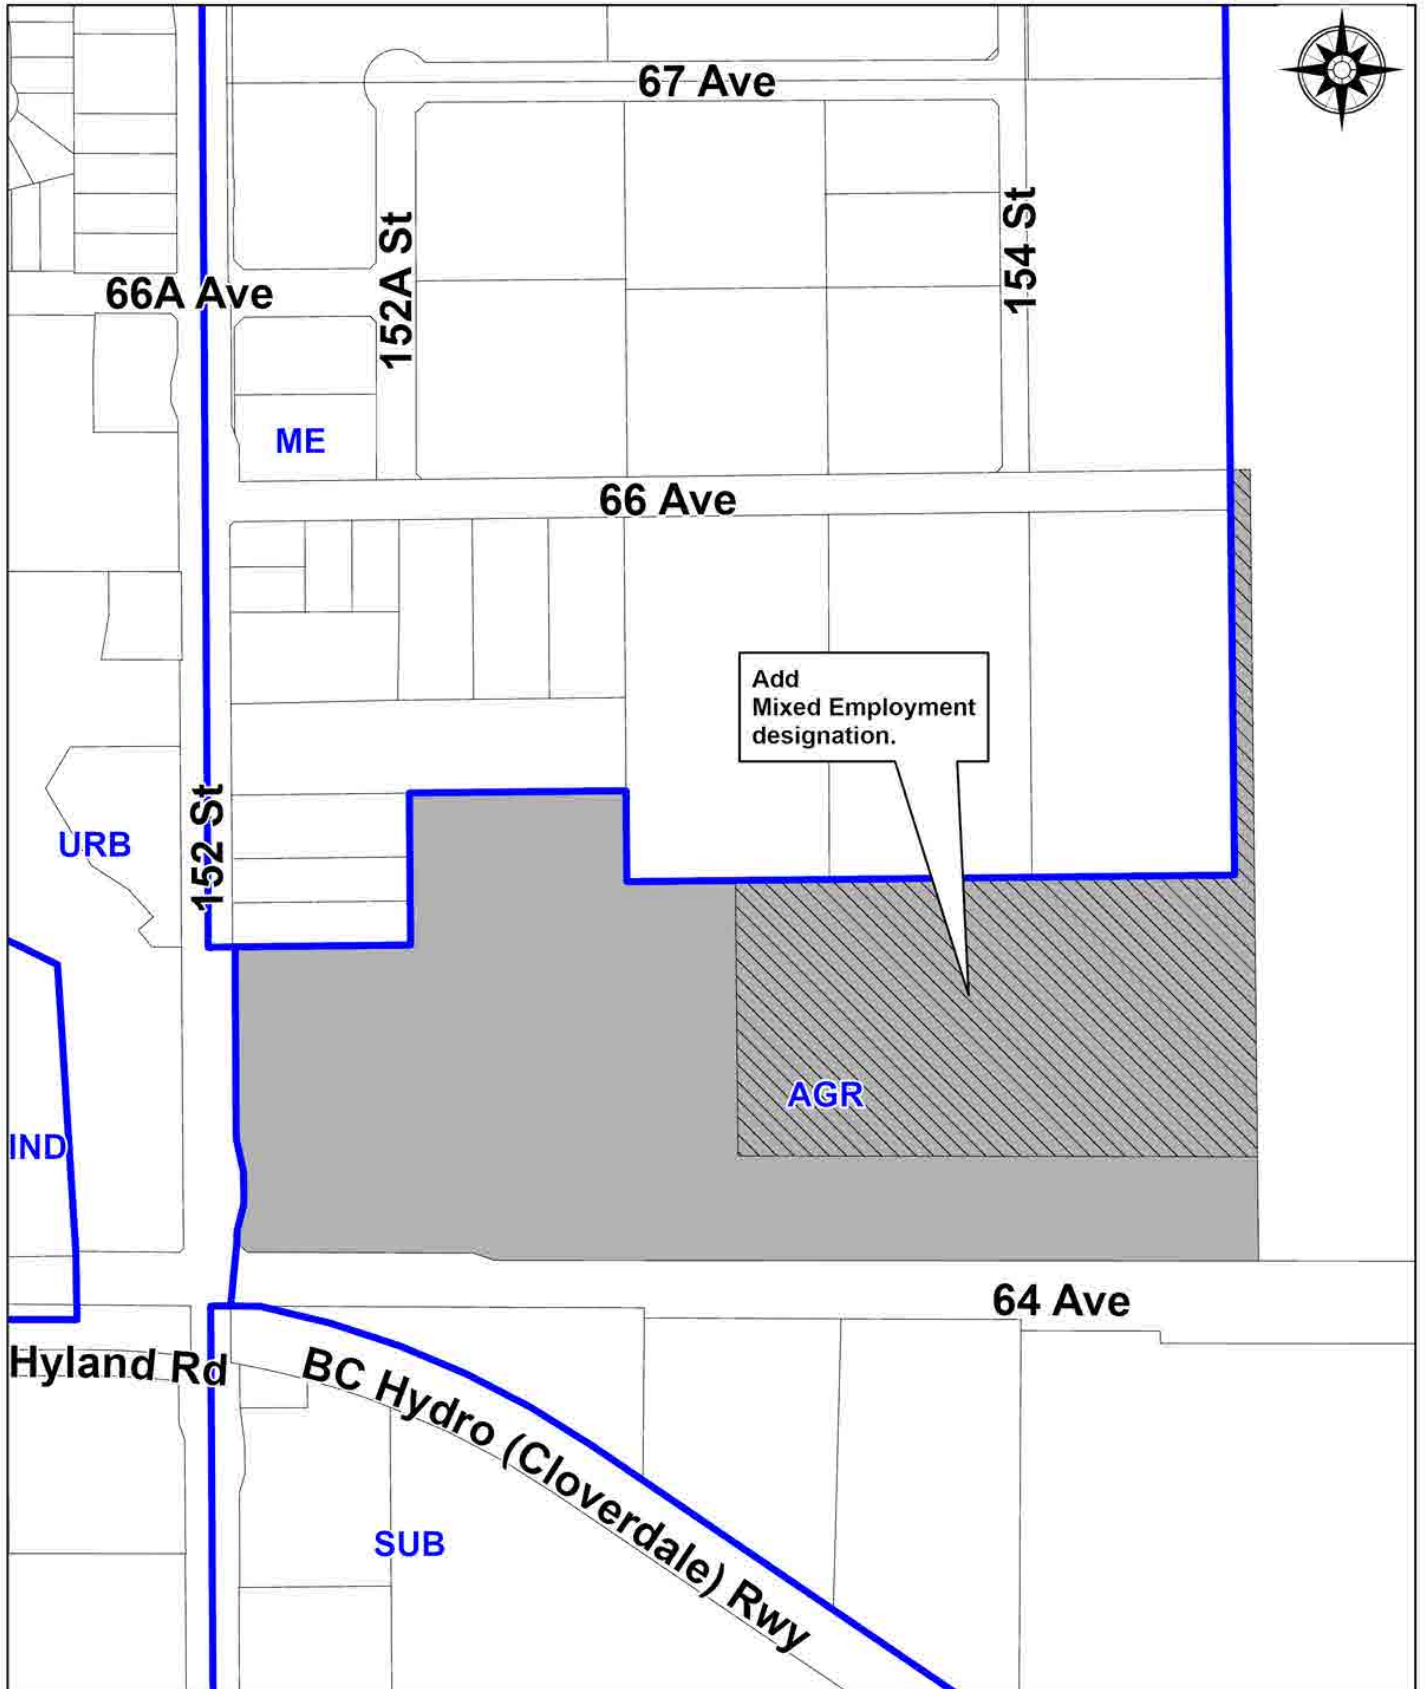 67 Ave
152A St
154 St
66A Ave
ME
66 Ave
Add
Mixed Employment
designation.
152 St
URB
AGR
IND
64 Ave
Hyland Rd
BC Hydro (Cloverdale) Rwy
SUB